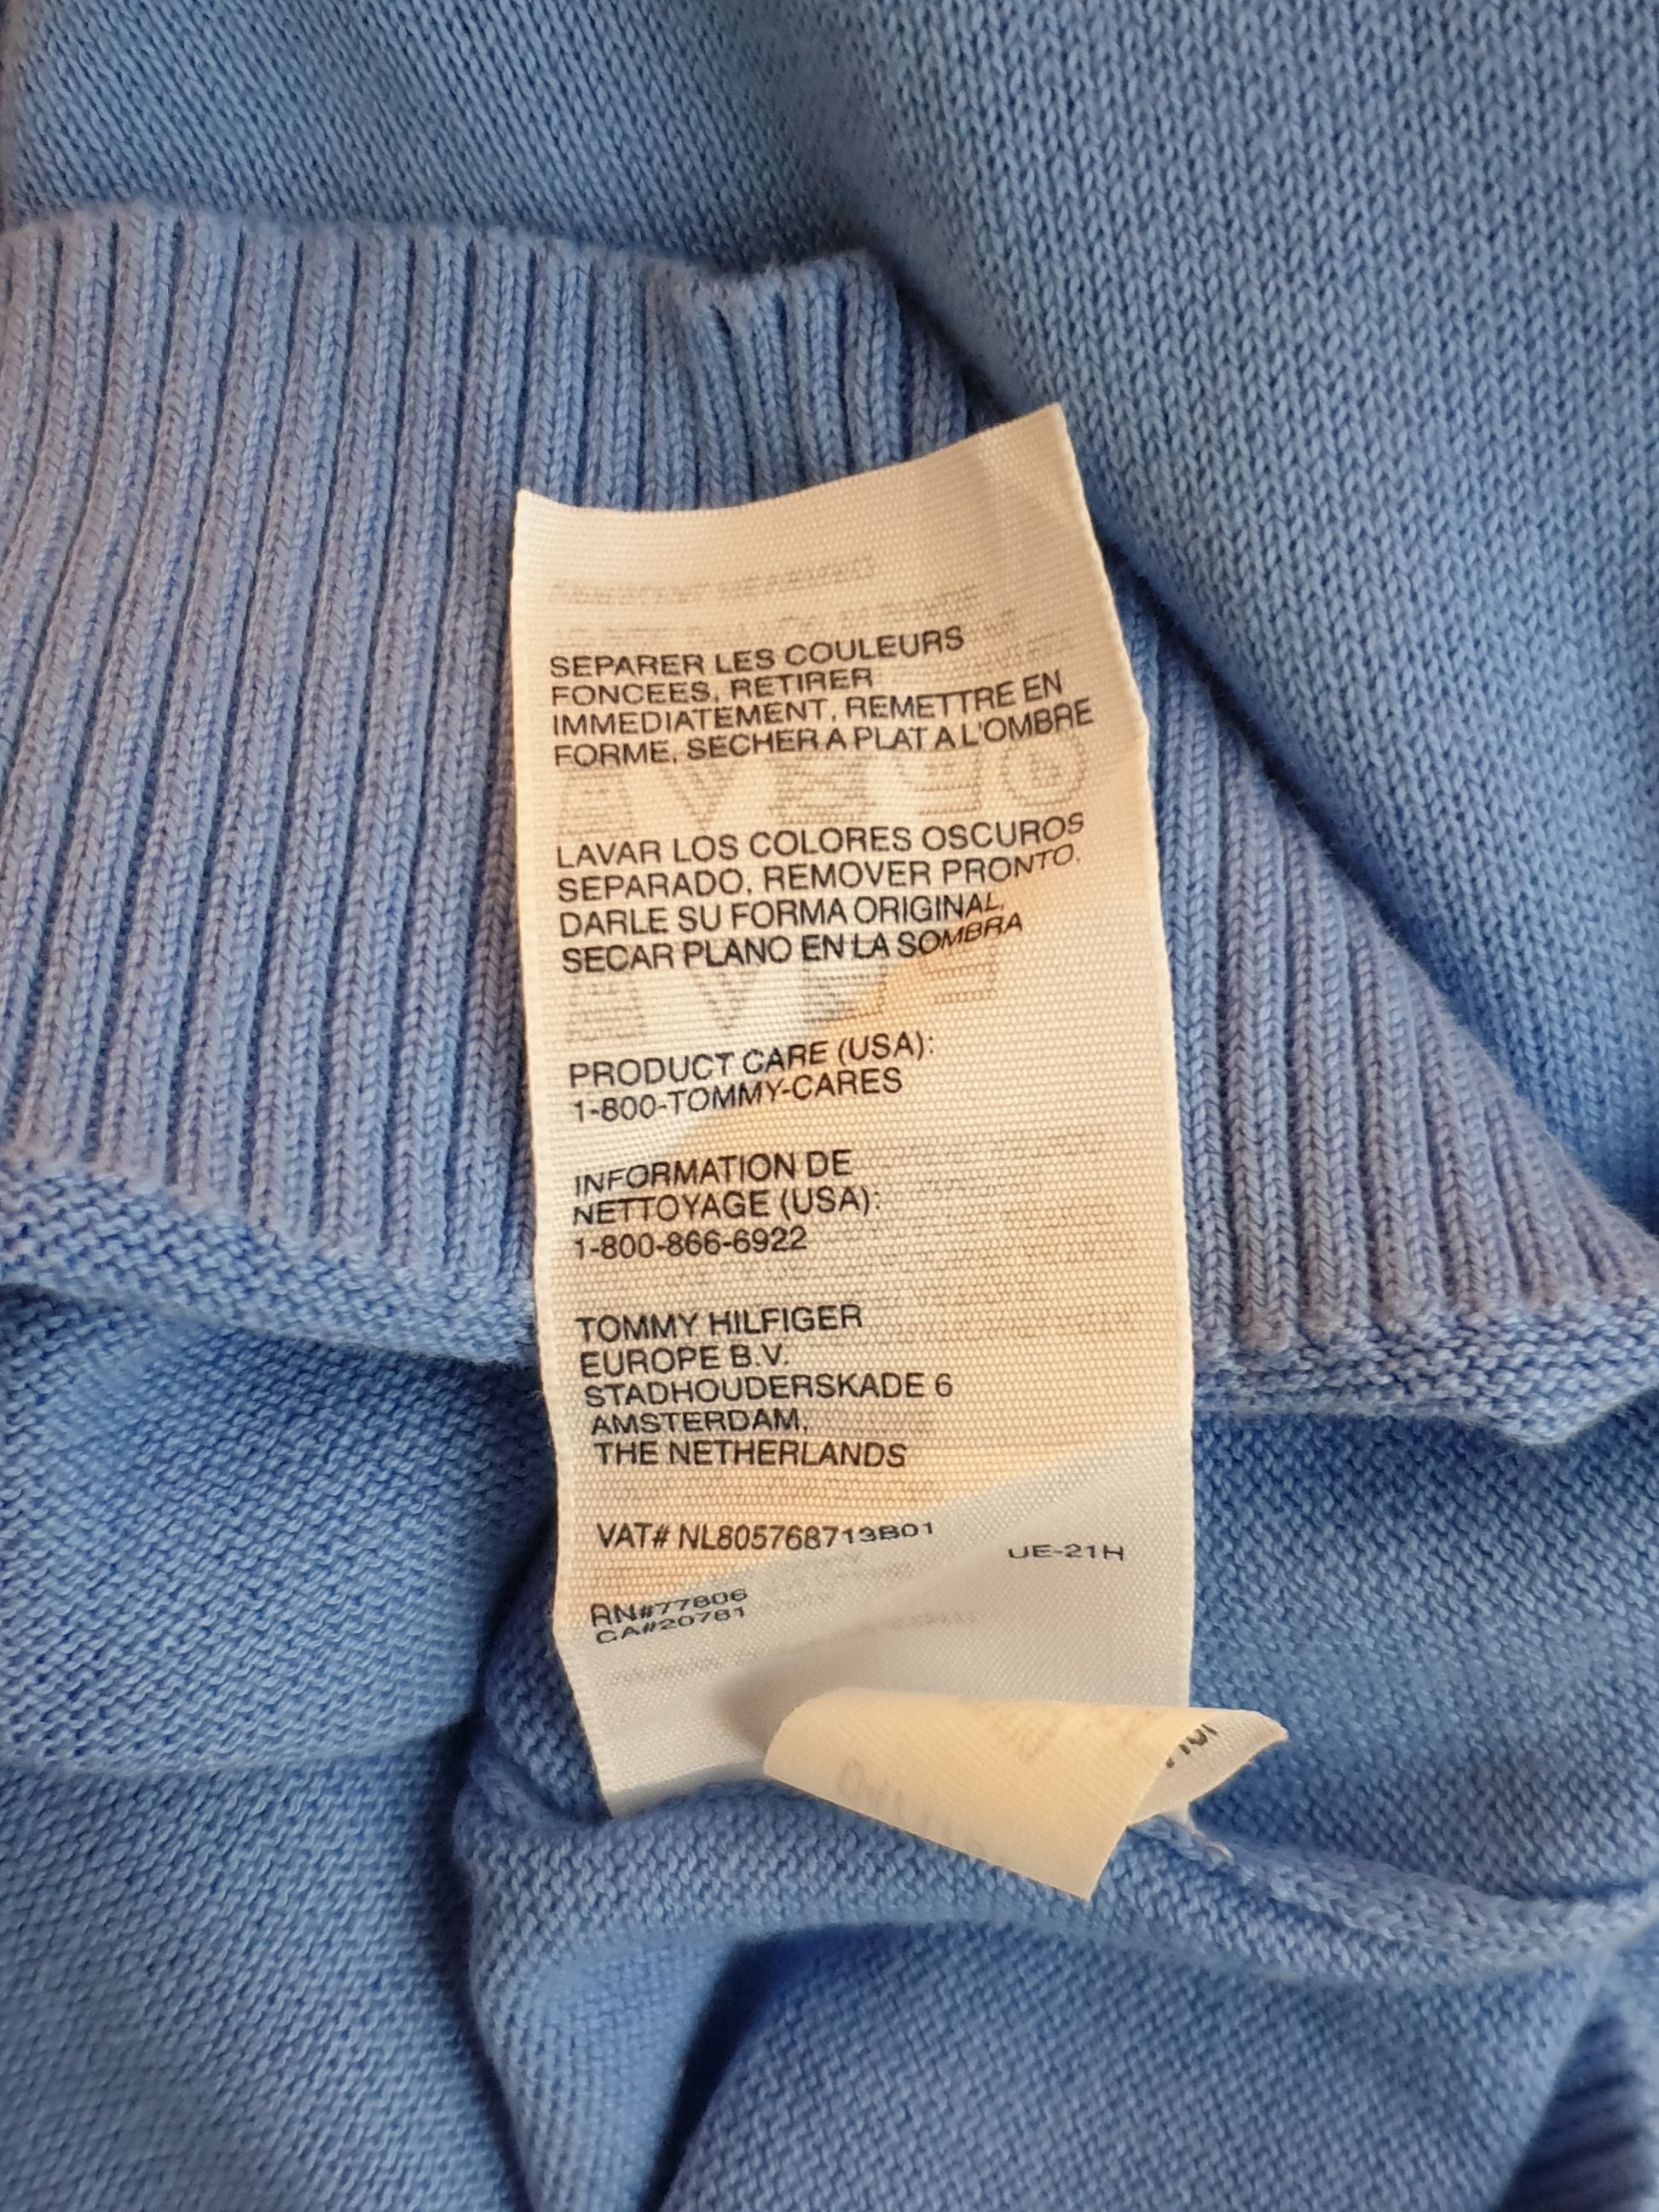 SEPARER LES COULEURS
FONCEES, RETIRER
IMMEDIATEMENT, REMETTRE EN
FORME, SECHER A PLAT A L'OMBRE
LAVAR LOS COLORES OSCUROS
SEPARADO, REMOVER PRONTO,
DARLE SU FORMA ORIGINAL,
SECAR PLANO EN LA SOMBRA
PRODUCT CARE (USA):
1-800-TOMMY-CARES
INFORMATION DE
NETTOYAGE (USA):
1-800-866-6922
TOMMY HILFIGER
EUROPE B.V.
STADHOUDERSKADE 6
AMSTERDAM,
THE NETHERLANDS
VAT# NL805768713B01
UE-21H
RN#77806
CA#20781